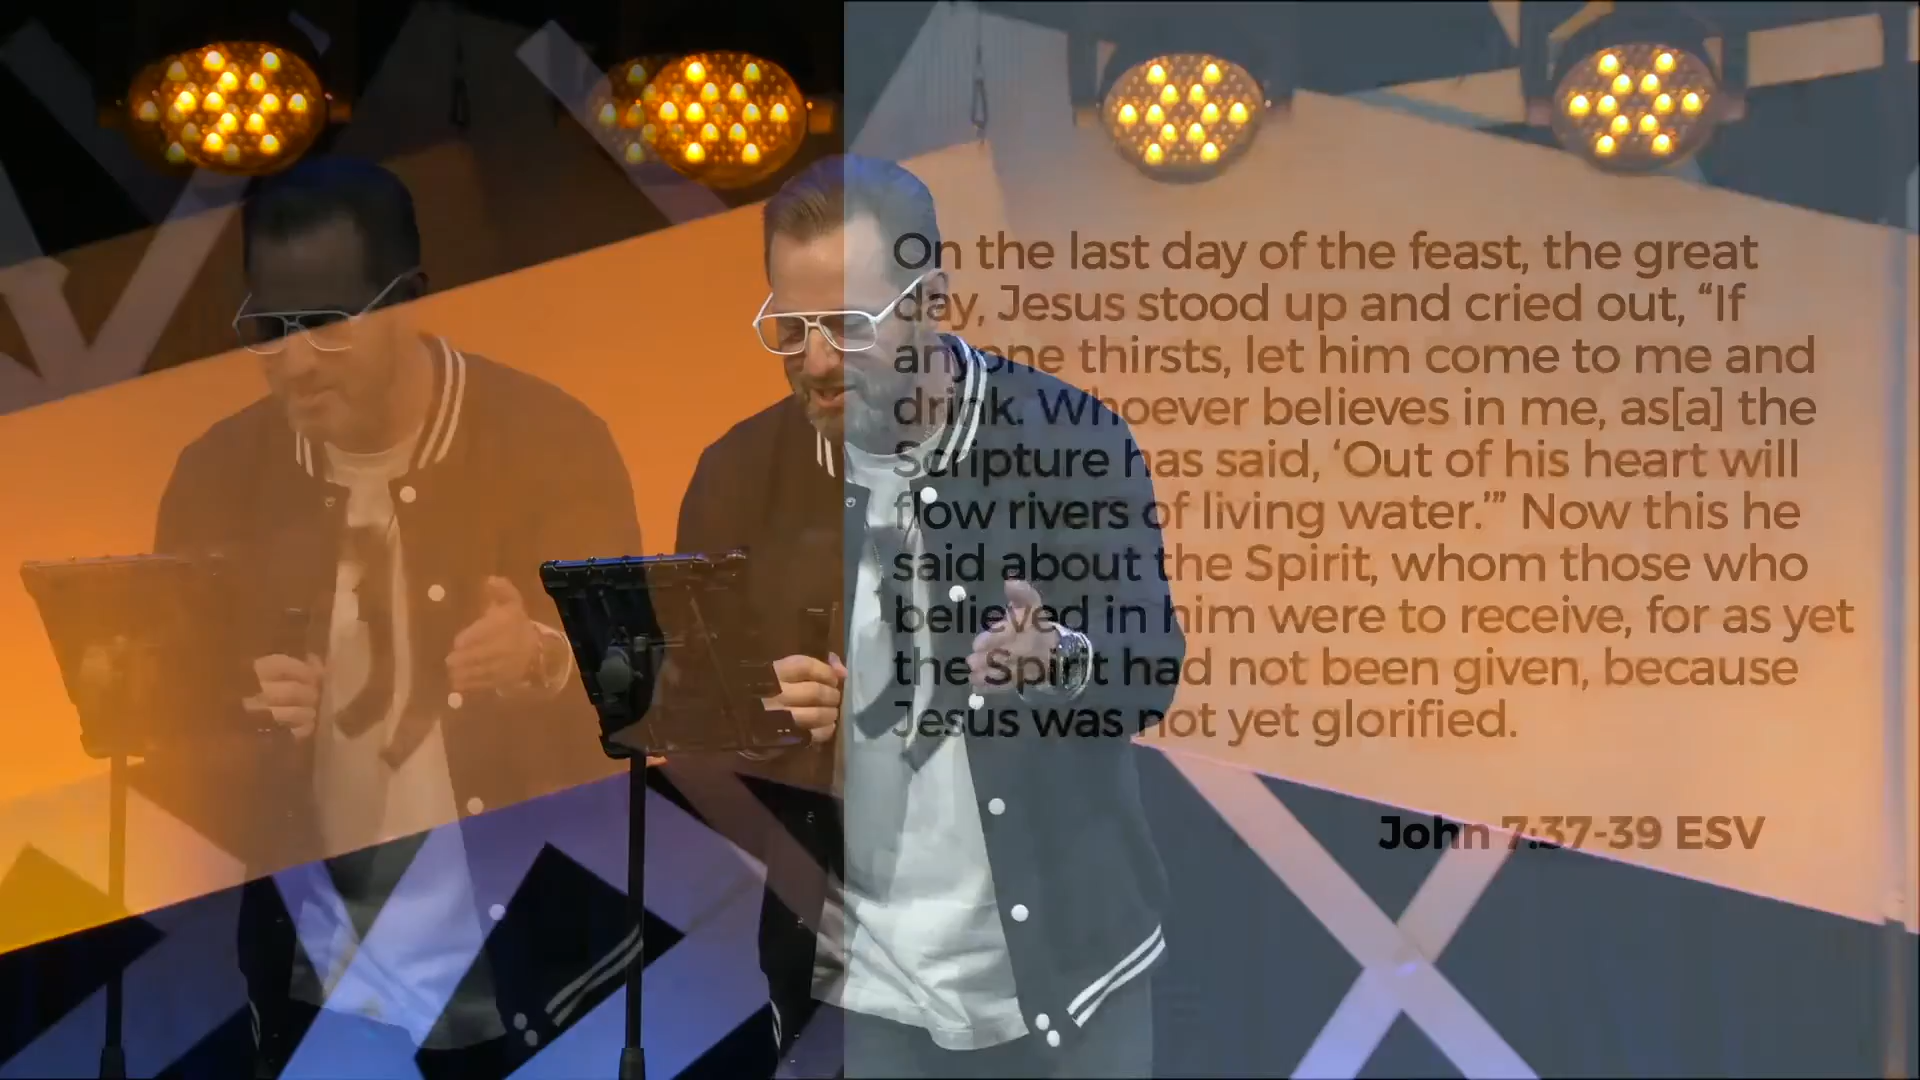 On the last day of the feast, the great
day, Jesus stood up and cried out, “If
anyone thirsts, let him come to me and
drink. Whoever believes in me, as[a] the
Scripture has said, ‘Out of his heart will
flow rivers of living water.’” Now this he
said about the Spirit, whom those who
believed in him were to receive, for as yet
the Spirit had not been given, because
Jesus was not yet glorified.
John 7:37-39 ESV